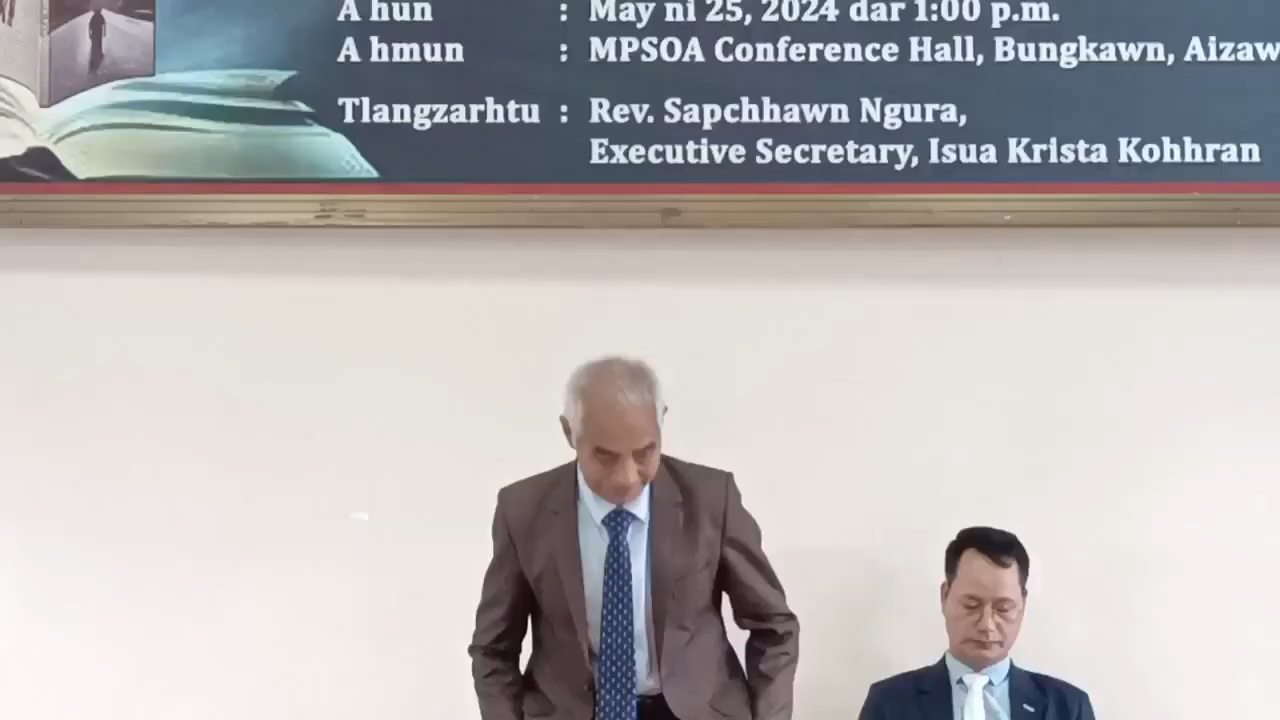 A hun : May ni 25, 2024 dar 1:00 p.m.
A hmun : MPSOA Conference Hall, Bungkawn, Aizaw
Tlangzarhtu : Rev. Sapchhawn Ngura,
Executive Secretary, Isua Krista Kohhran